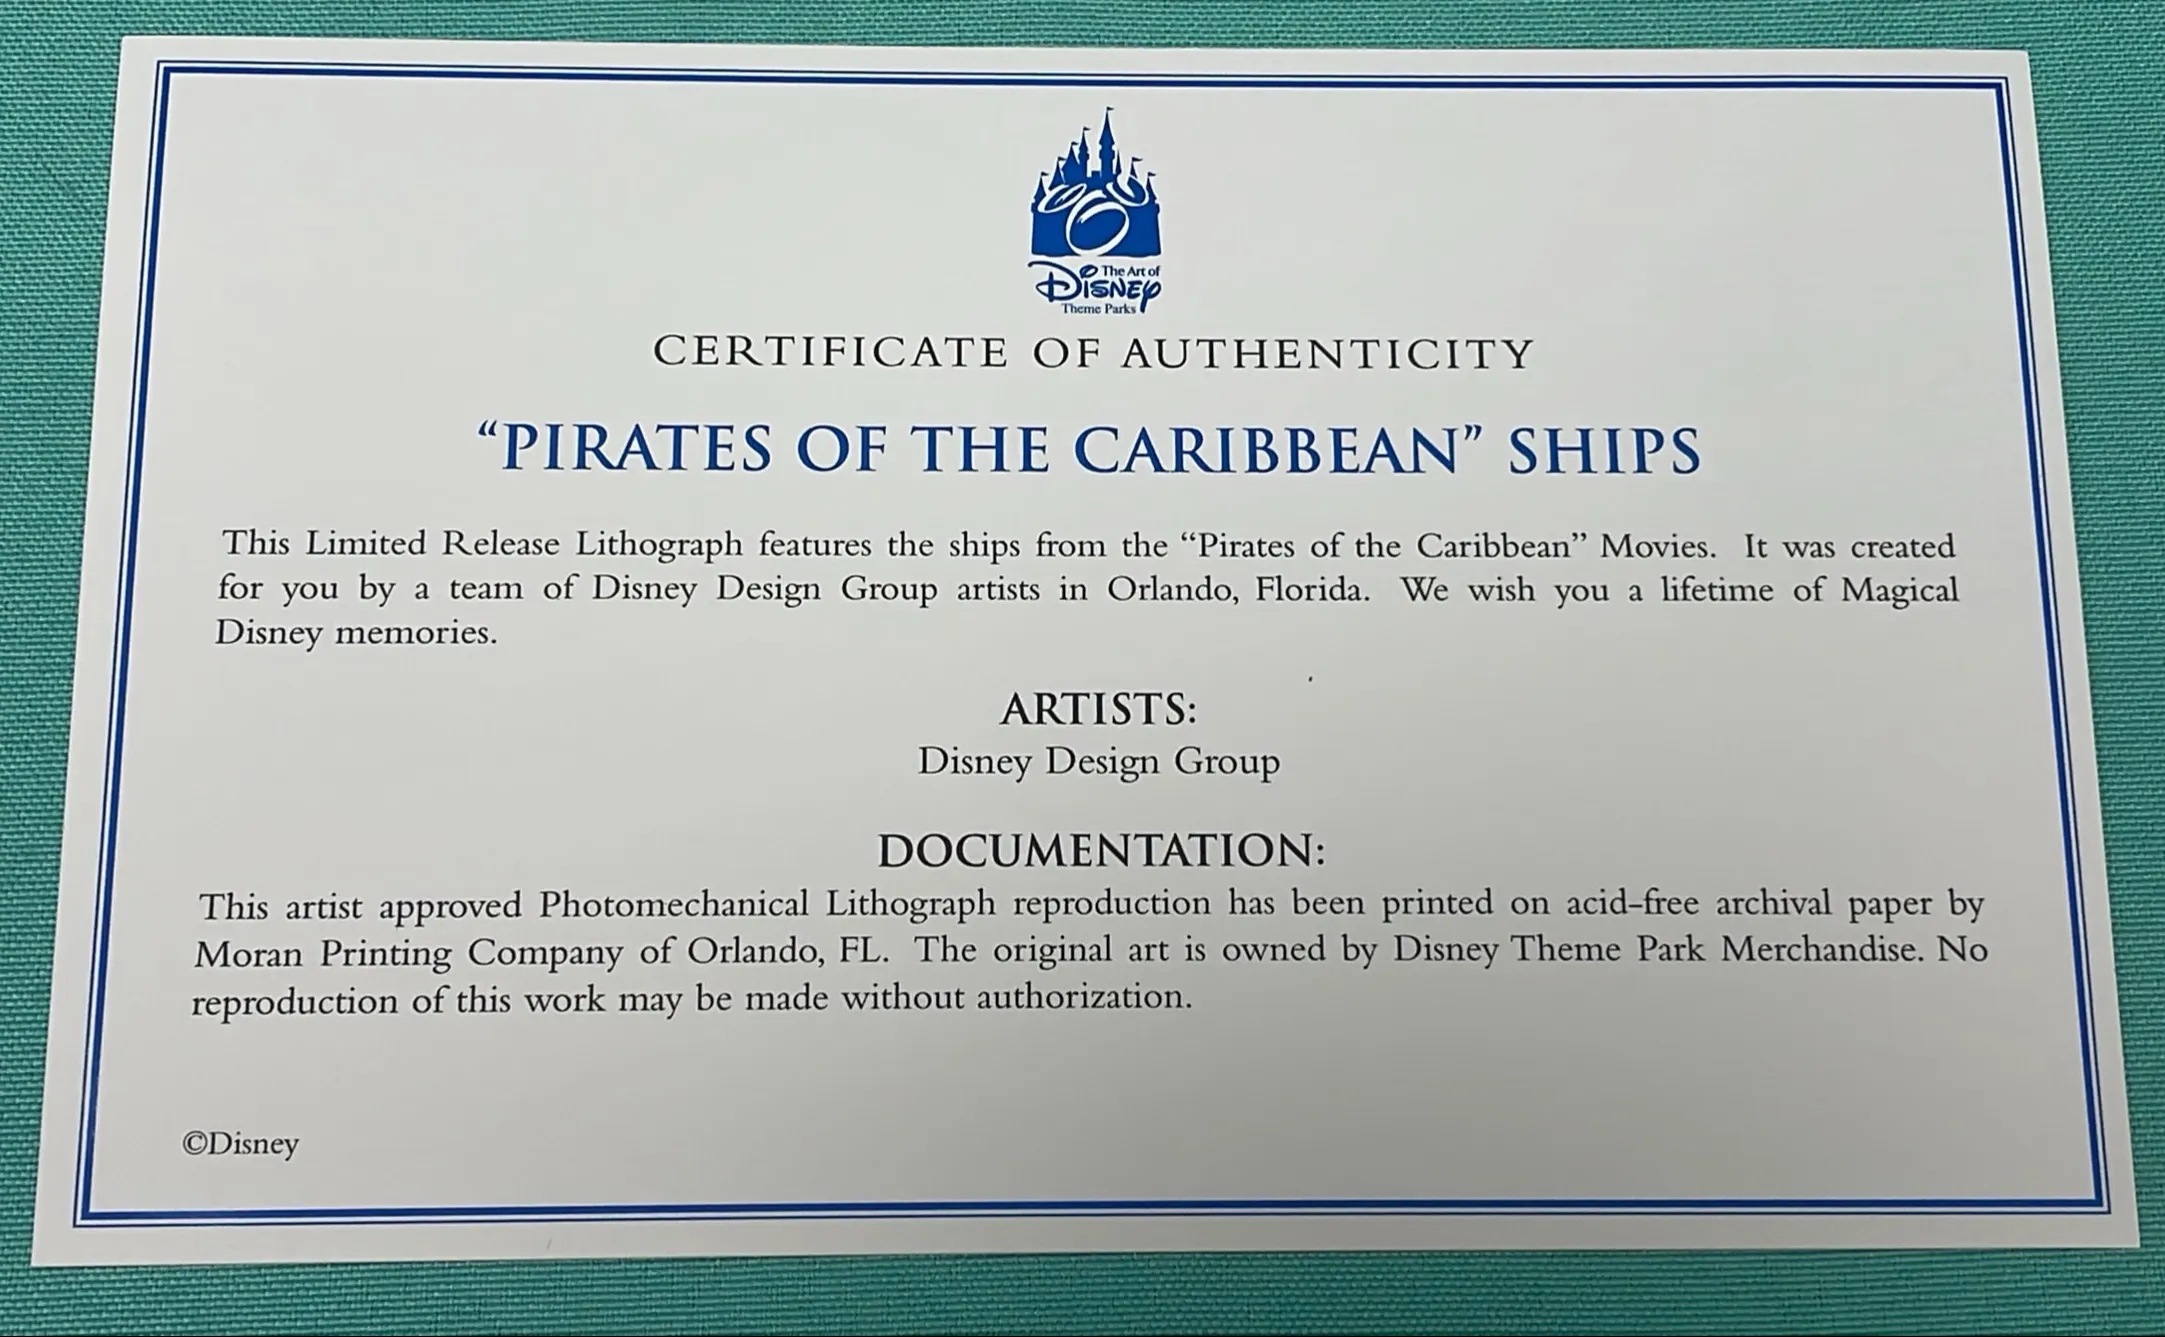 The Art of
Disney
Theme Parks
CERTIFICATE OF AUTHENTICITY
“PIRATES OF THE CARIBBEAN” SHIPS
This Limited Release Lithograph features the ships from the “Pirates of the Caribbean” Movies. It was created
for you by a team of Disney Design Group artists in Orlando, Florida. We wish you a lifetime of Magical
Disney memories.
ARTISTS:
Disney Design Group
DOCUMENTATION:
This artist approved Photomechanical Lithograph reproduction has been printed on acid-free archival paper by
Moran Printing Company of Orlando, FL. The original art is owned by Disney Theme Park Merchandise. No
reproduction of this work may be made without authorization.
©Disney